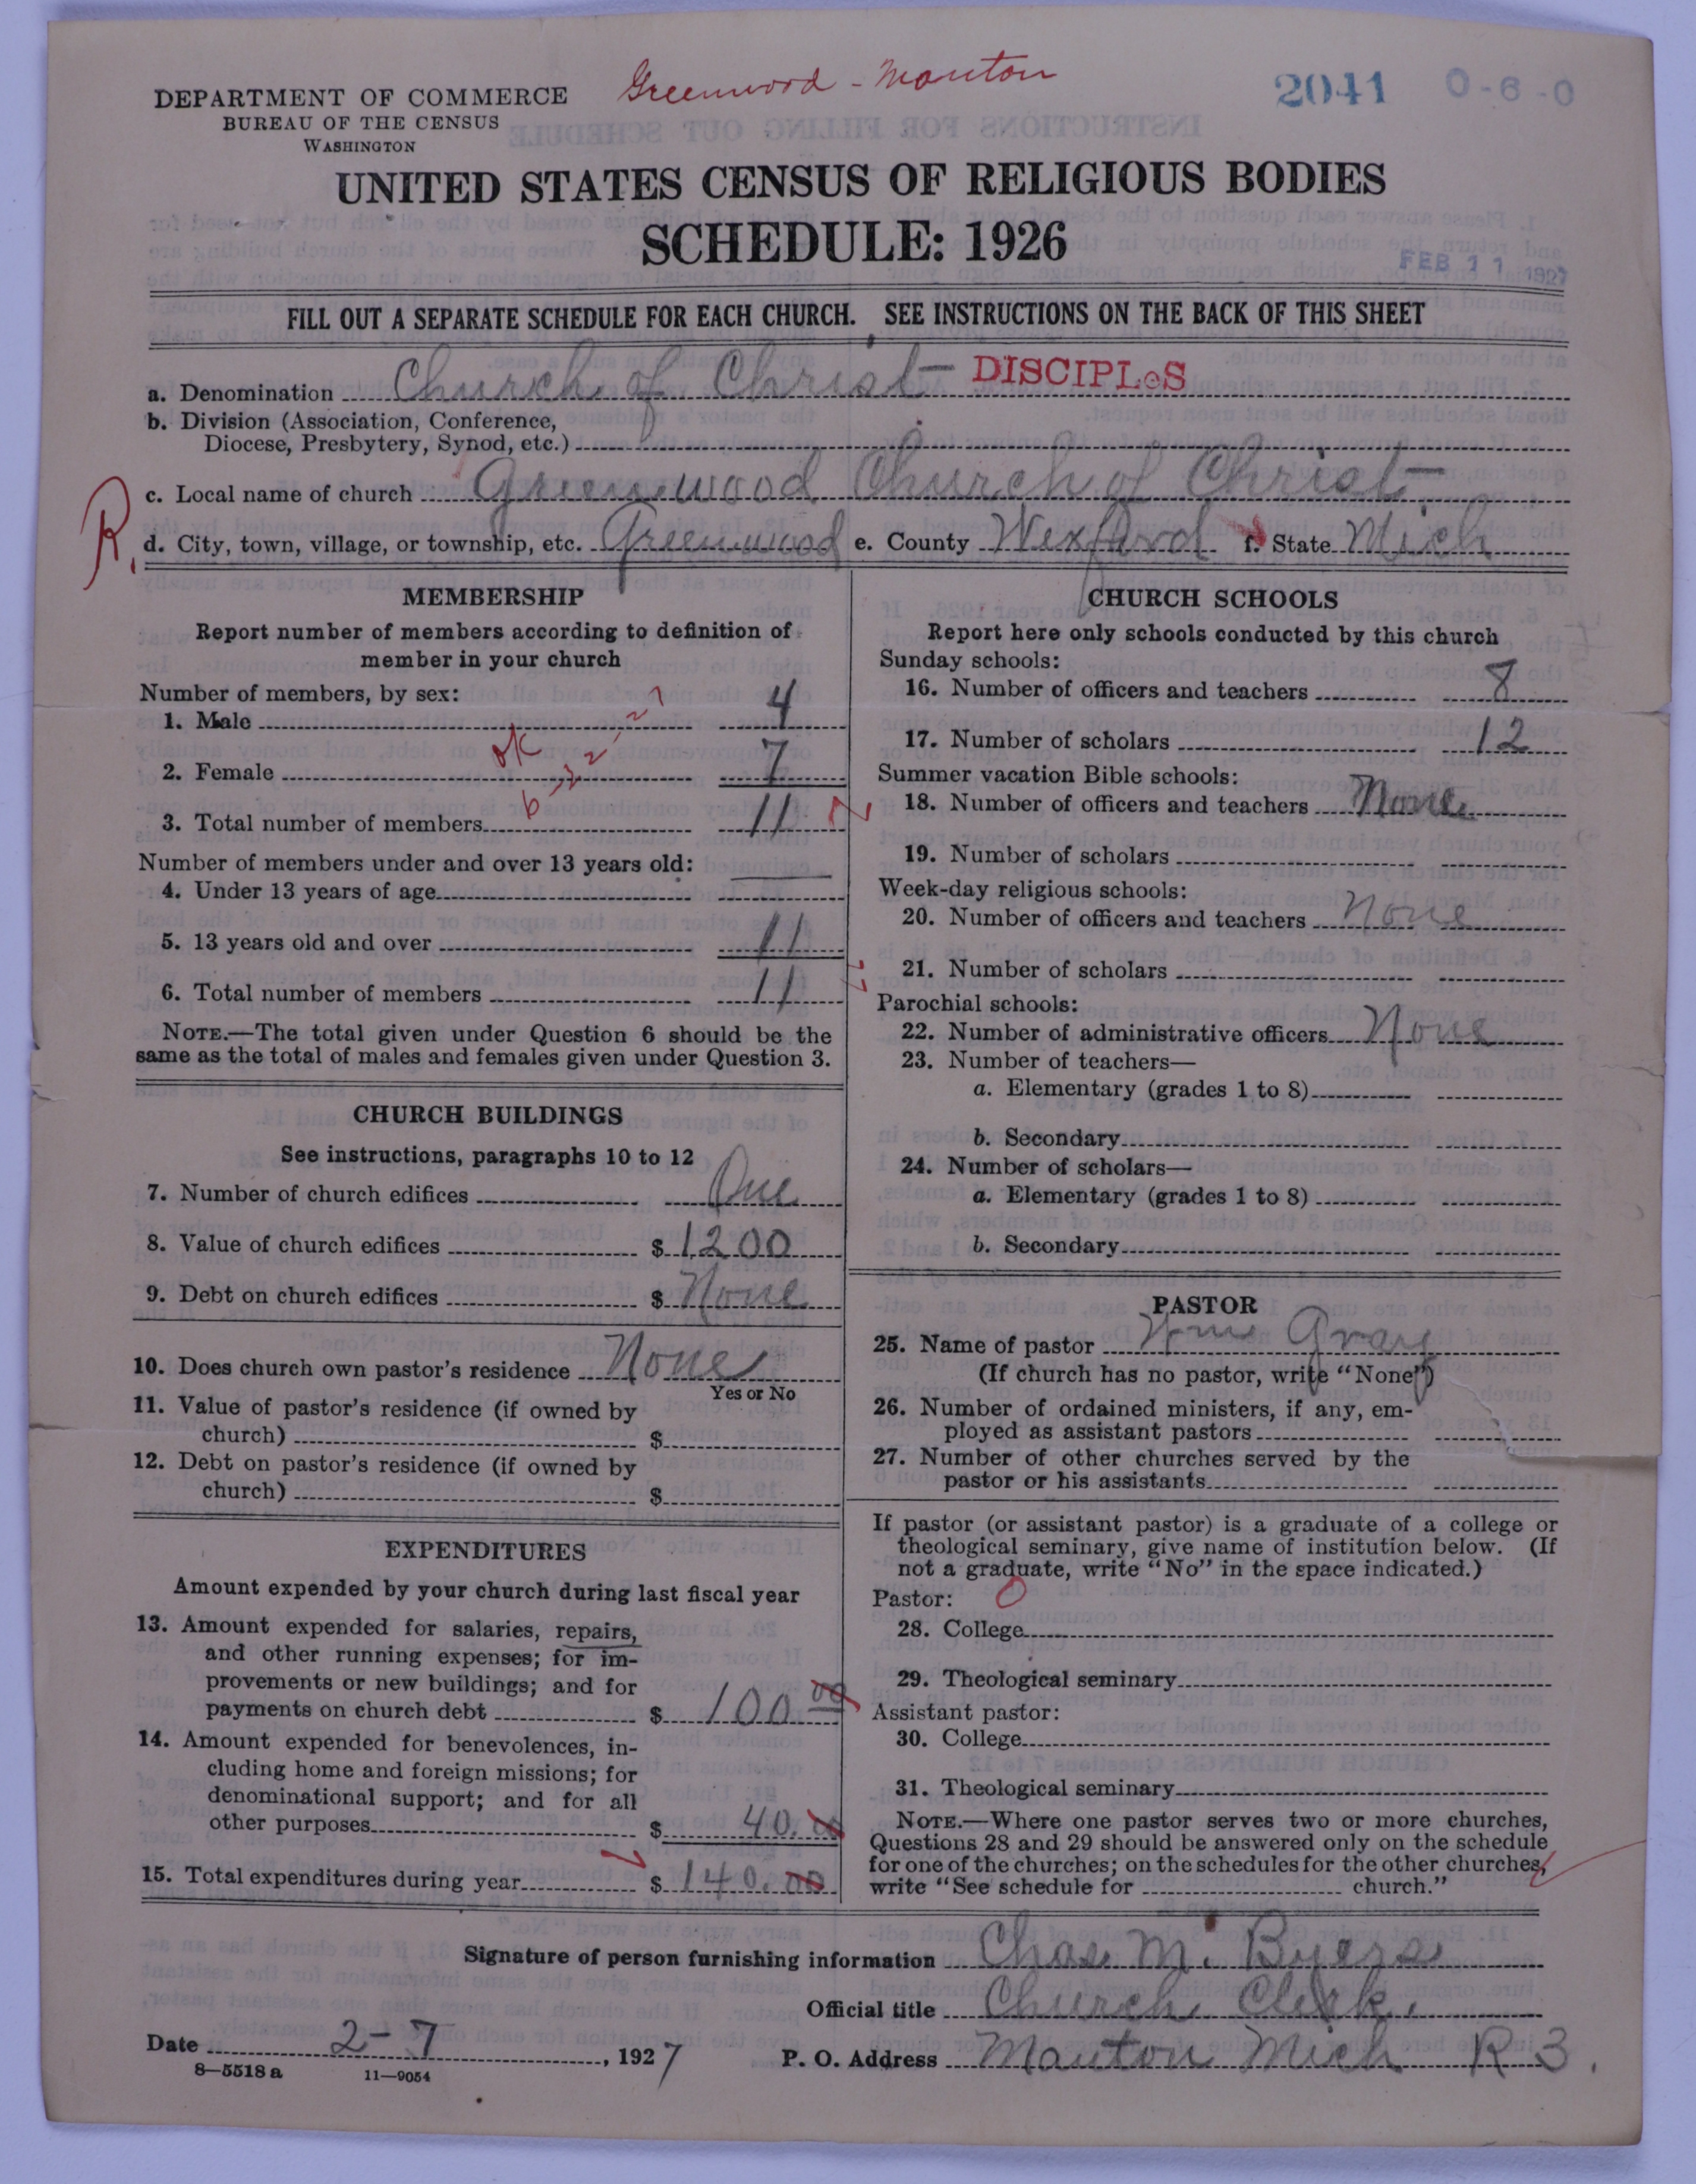 Greenwood - Manton
2041 0-6-0
DEPARTMENT OF COMMERCE
BUREAU OF THE CENSUS
WASHINGTON
UNITED STATES CENSUS OF RELIGIOUS BODIES
SCHEDULE: 1926
FEB 11 1927
FILL OUT A SEPARATE SCHEDULE FOR EACH CHURCH. SEE INSTRUCTIONS ON THE BACK OF THIS SHEET
a. Denomination Church of Christ DISCIPLeS
b. Division (Association, Conference,
Diocese, Presbytery, Synod, etc.)
c. Local name of church Greenwood Church of Christ
R. d. City, town, village, or township, etc. Greenwood e. County Wexford f. State Mich
MEMBERSHIP
Report number of members according to definition of
member in your church
Number of members, by sex:
1. Male 4
2. Female 7
ok
3. Total number of members 11
Number of members under and over 13 years old:
4. Under 13 years of age
5. 13 years old and over 11
6. Total number of members 11
NOTE.—The total given under Question 6 should be the
same as the total of males and females given under Question 3.
CHURCH BUILDINGS
See instructions, paragraphs 10 to 12
7. Number of church edifices One
8. Value of church edifices $ 1200
9. Debt on church edifices $ None
10. Does church own pastor's residence None
Yes or No
11. Value of pastor's residence (if owned by
church) $
12. Debt on pastor's residence (if owned by
church) $
EXPENDITURES
Amount expended by your church during last fiscal year
13. Amount expended for salaries, repairs,
and other running expenses; for im-
provements or new buildings; and for
payments on church debt $ 100 00
14. Amount expended for benevolences, in-
cluding home and foreign missions; for
denominational support; and for all
other purposes $ 40.00
15. Total expenditures during year $ 140.00
CHURCH SCHOOLS
Report here only schools conducted by this church
Sunday schools:
16. Number of officers and teachers 8
17. Number of scholars 12
Summer vacation Bible schools:
18. Number of officers and teachers None
19. Number of scholars
Week-day religious schools:
20. Number of officers and teachers None
21. Number of scholars
Parochial schools:
22. Number of administrative officers None
23. Number of teachers—
a. Elementary (grades 1 to 8)
b. Secondary
24. Number of scholars—
a. Elementary (grades 1 to 8)
b. Secondary
PASTOR
25. Name of pastor Wm Gray
(If church has no pastor, write "None")
26. Number of ordained ministers, if any, em-
ployed as assistant pastors
27. Number of other churches served by the
pastor or his assistants
If pastor (or assistant pastor) is a graduate of a college or
theological seminary, give name of institution below. (If
not a graduate, write "No" in the space indicated.)
Pastor: 0
28. College
29. Theological seminary
Assistant pastor:
30. College
31. Theological seminary
NOTE.—Where one pastor serves two or more churches,
Questions 28 and 29 should be answered only on the schedule
for one of the churches; on the schedules for the other churches,
write "See schedule for church."
Signature of person furnishing information Chas M. Byers
Official title Church Clerk.
Date 2-7, 1927 P. O. Address Manton Mich R 3.
8—5518 a 11—9054